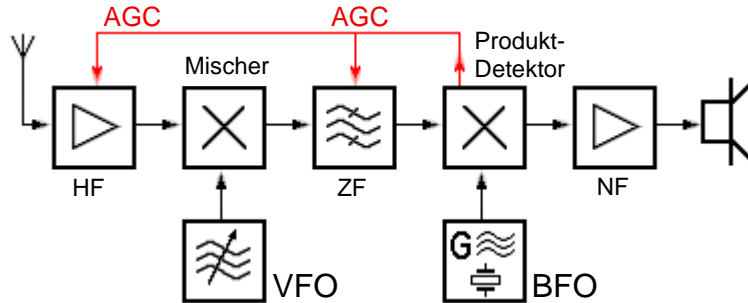 AGC
AGC
Produkt-
Detektor
Mischer
HF
ZF
NF
VFO
G
BFO